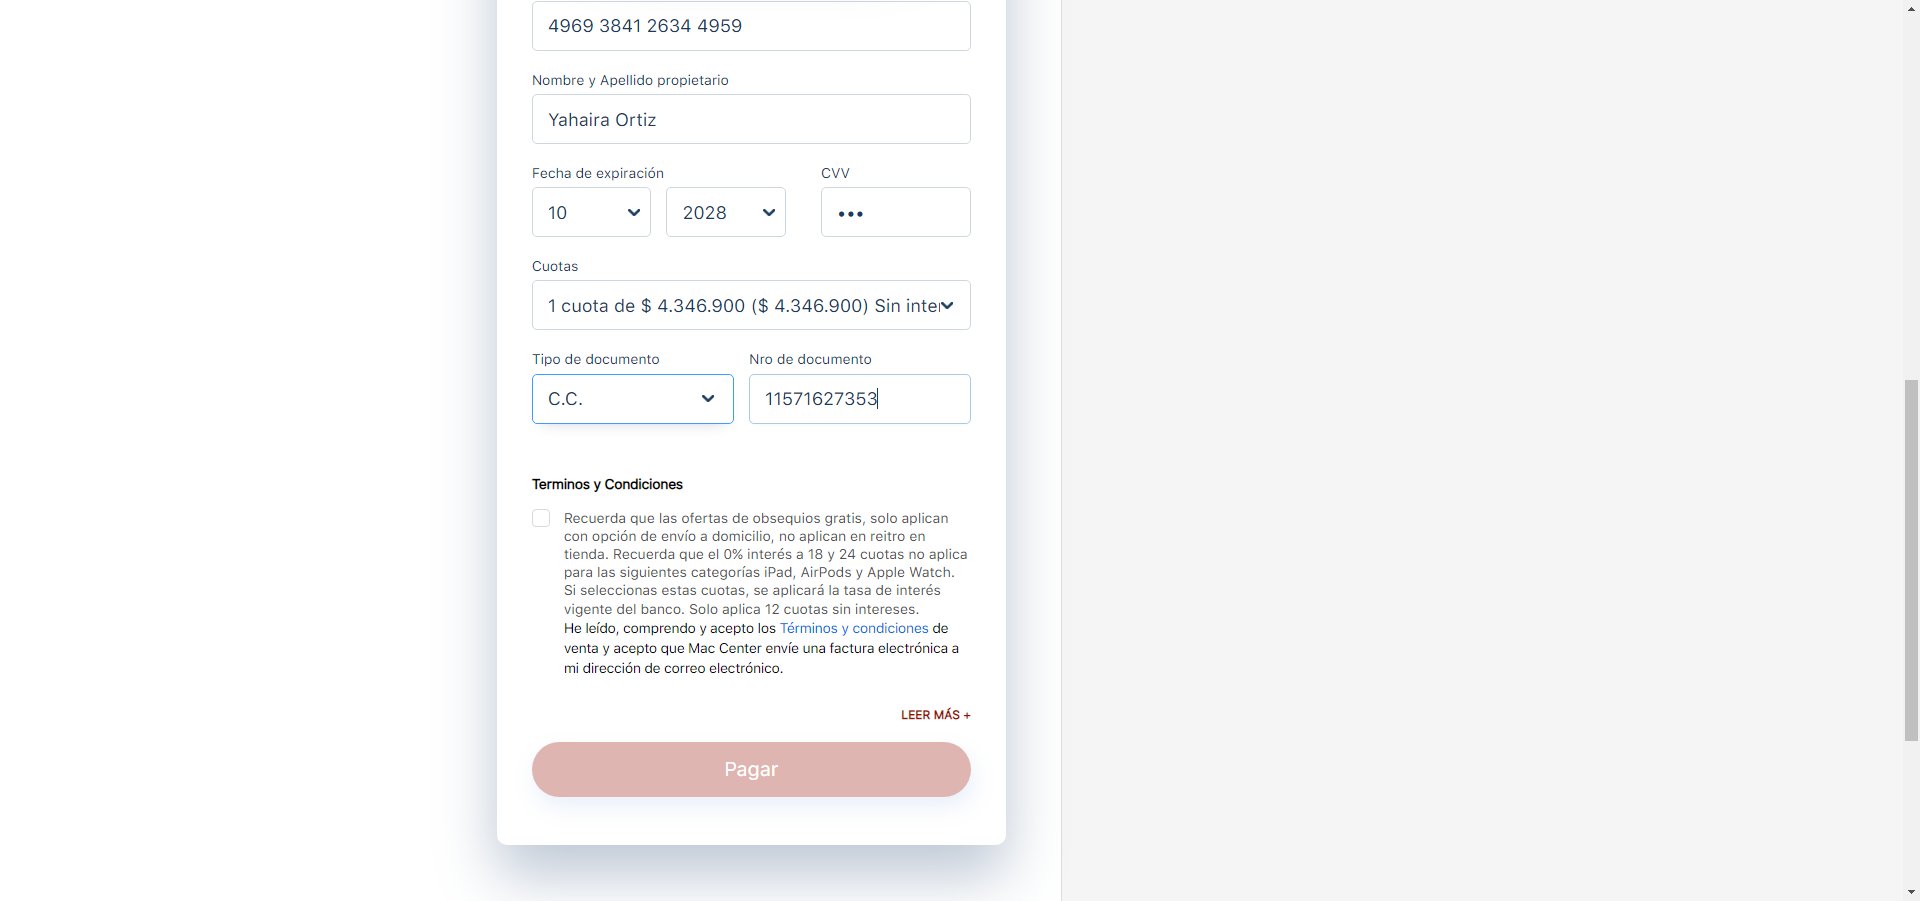 4969 3841 2634 4959
Nombre y Apellido propietario
Yahaira Ortiz
Fecha de expiración
CVV
10
2028
•••
Cuotas
1 cuota de $ 4.346.900 ($ 4.346.900) Sin inte
Tipo de documento
Nro de documento
C.C.
11571627353
Terminos y Condiciones
Recuerda que las ofertas de obsequios gratis, solo aplican
con opción de envío a domicilio, no aplican en reitro en
tienda. Recuerda que el 0% interés a 18 y 24 cuotas no aplica
para las siguientes categorías iPad, AirPods y Apple Watch.
Si seleccionas estas cuotas, se aplicará la tasa de interés
vigente del banco. Solo aplica 12 cuotas sin intereses.
He leído, comprendo y acepto los Términos y condiciones de
venta y acepto que Mac Center envíe una factura electrónica a
mi dirección de correo electrónico.
LEER MÁS +
Pagar